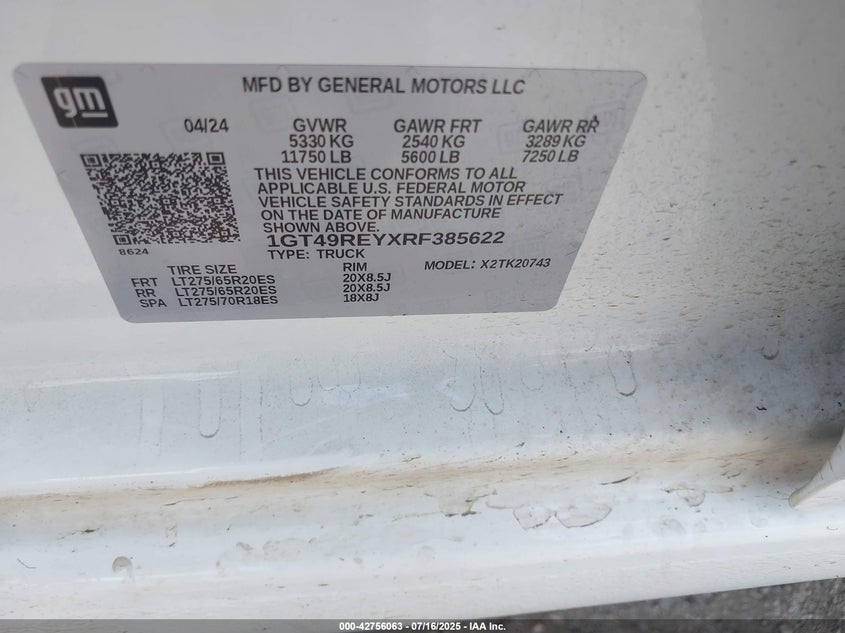 gm
MFD BY GENERAL MOTORS LLC
04/24 GVWR GAWR FRT GAWR RR
5330 KG 2540 KG 3289 KG
11750 LB 5600 LB 7250 LB
THIS VEHICLE CONFORMS TO ALL
APPLICABLE U.S. FEDERAL MOTOR
VEHICLE SAFETY STANDARDS IN EFFECT
ON THE DATE OF MANUFACTURE
SHOWN ABOVE.
8624
1GT49REYXRF385622
TYPE: TRUCK MODEL: X2TK20743
TIRE SIZE RIM
FRT LT275/65R20ES 20X8.5J
RR LT275/65R20ES 20X8.5J
SPA LT275/70R18ES 18X8J
000-42756063 - 07/16/2025 - IAA Inc.